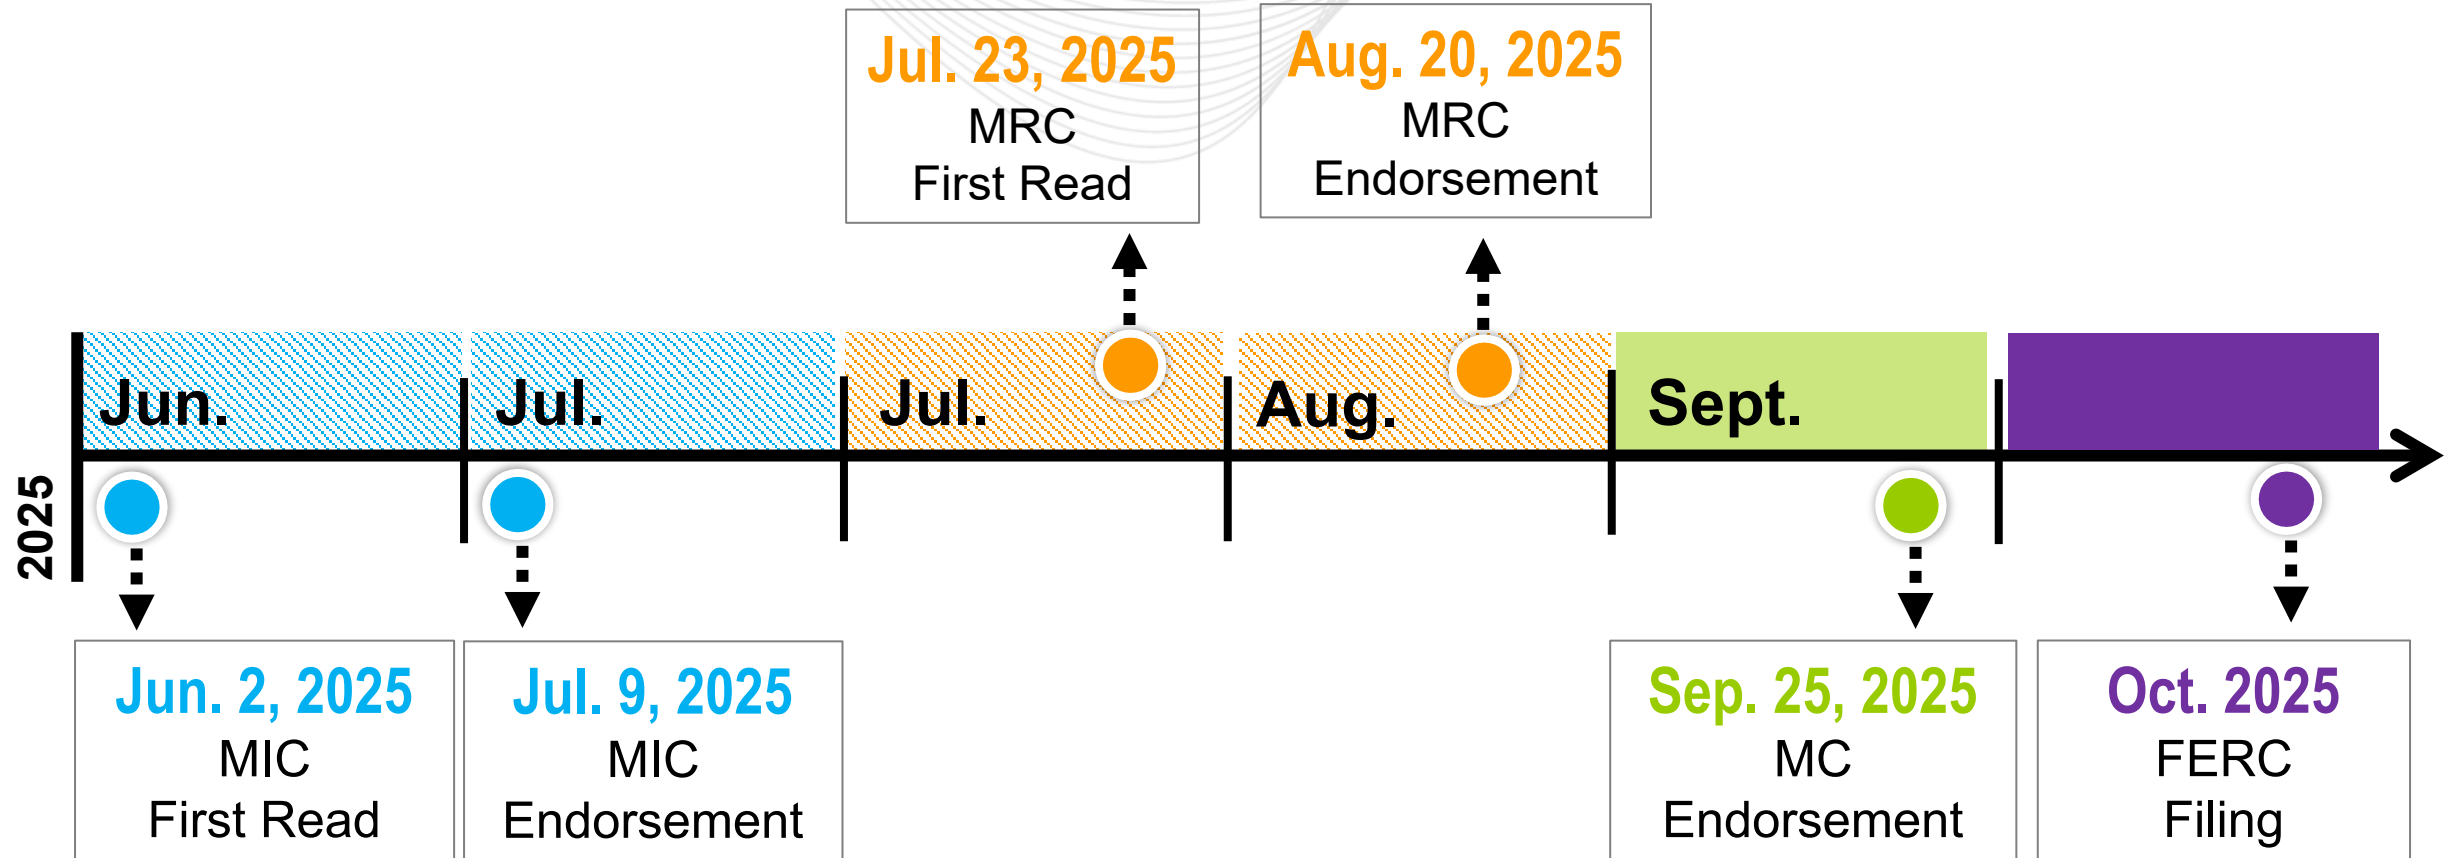 Jul. 23, 2025
MRC
First Read
Aug. 20, 2025
MRC
Endorsement
Jun.
Jul.
Jul.
Aug.
Sept.
2025
Jun. 2, 2025
MIC
First Read
Jul. 9, 2025
MIC
Endorsement
Sep. 25, 2025
MC
Endorsement
Oct. 2025
FERC
Filing